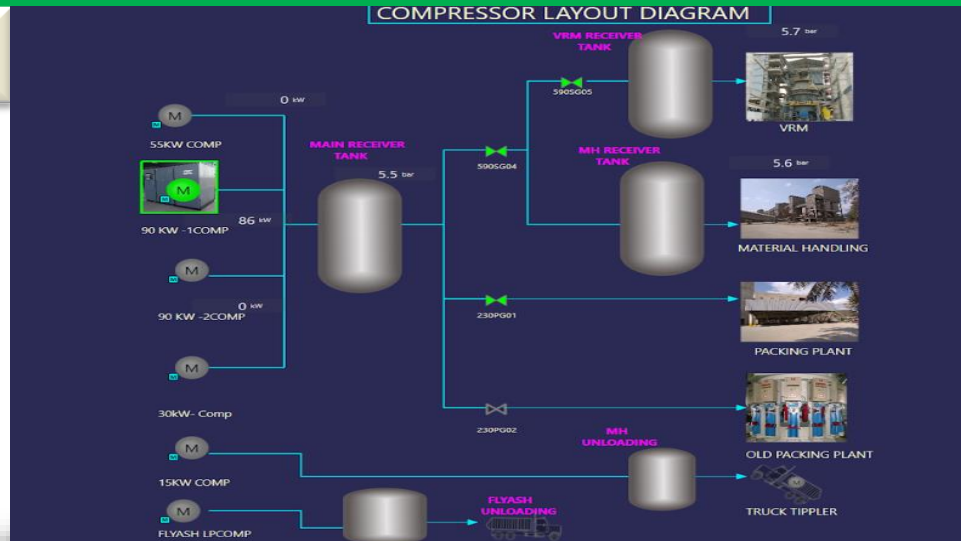 COMPRESSOR LAYOUT DIAGRAM
VRM RECEIVER
TANK
5.7 bar
590SG05
VRM
0 kW
M
M
55KW COMP
MAIN RECEIVER
TANK
5.5 bar
590SG04
MH RECEIVER
TANK
5.6 bar
M
M
90 KW -1COMP
86 kW
MATERIAL HANDLING
M
M
90 KW -2COMP
0 kW
230PG01
PACKING PLANT
M
M
30kW- Comp
230PG02
OLD PACKING PLANT
M
M
15KW COMP
MH
UNLOADING
M
TRUCK TIPPLER
M
M
FLYASH LPCOMP
FLYASH
UNLOADING